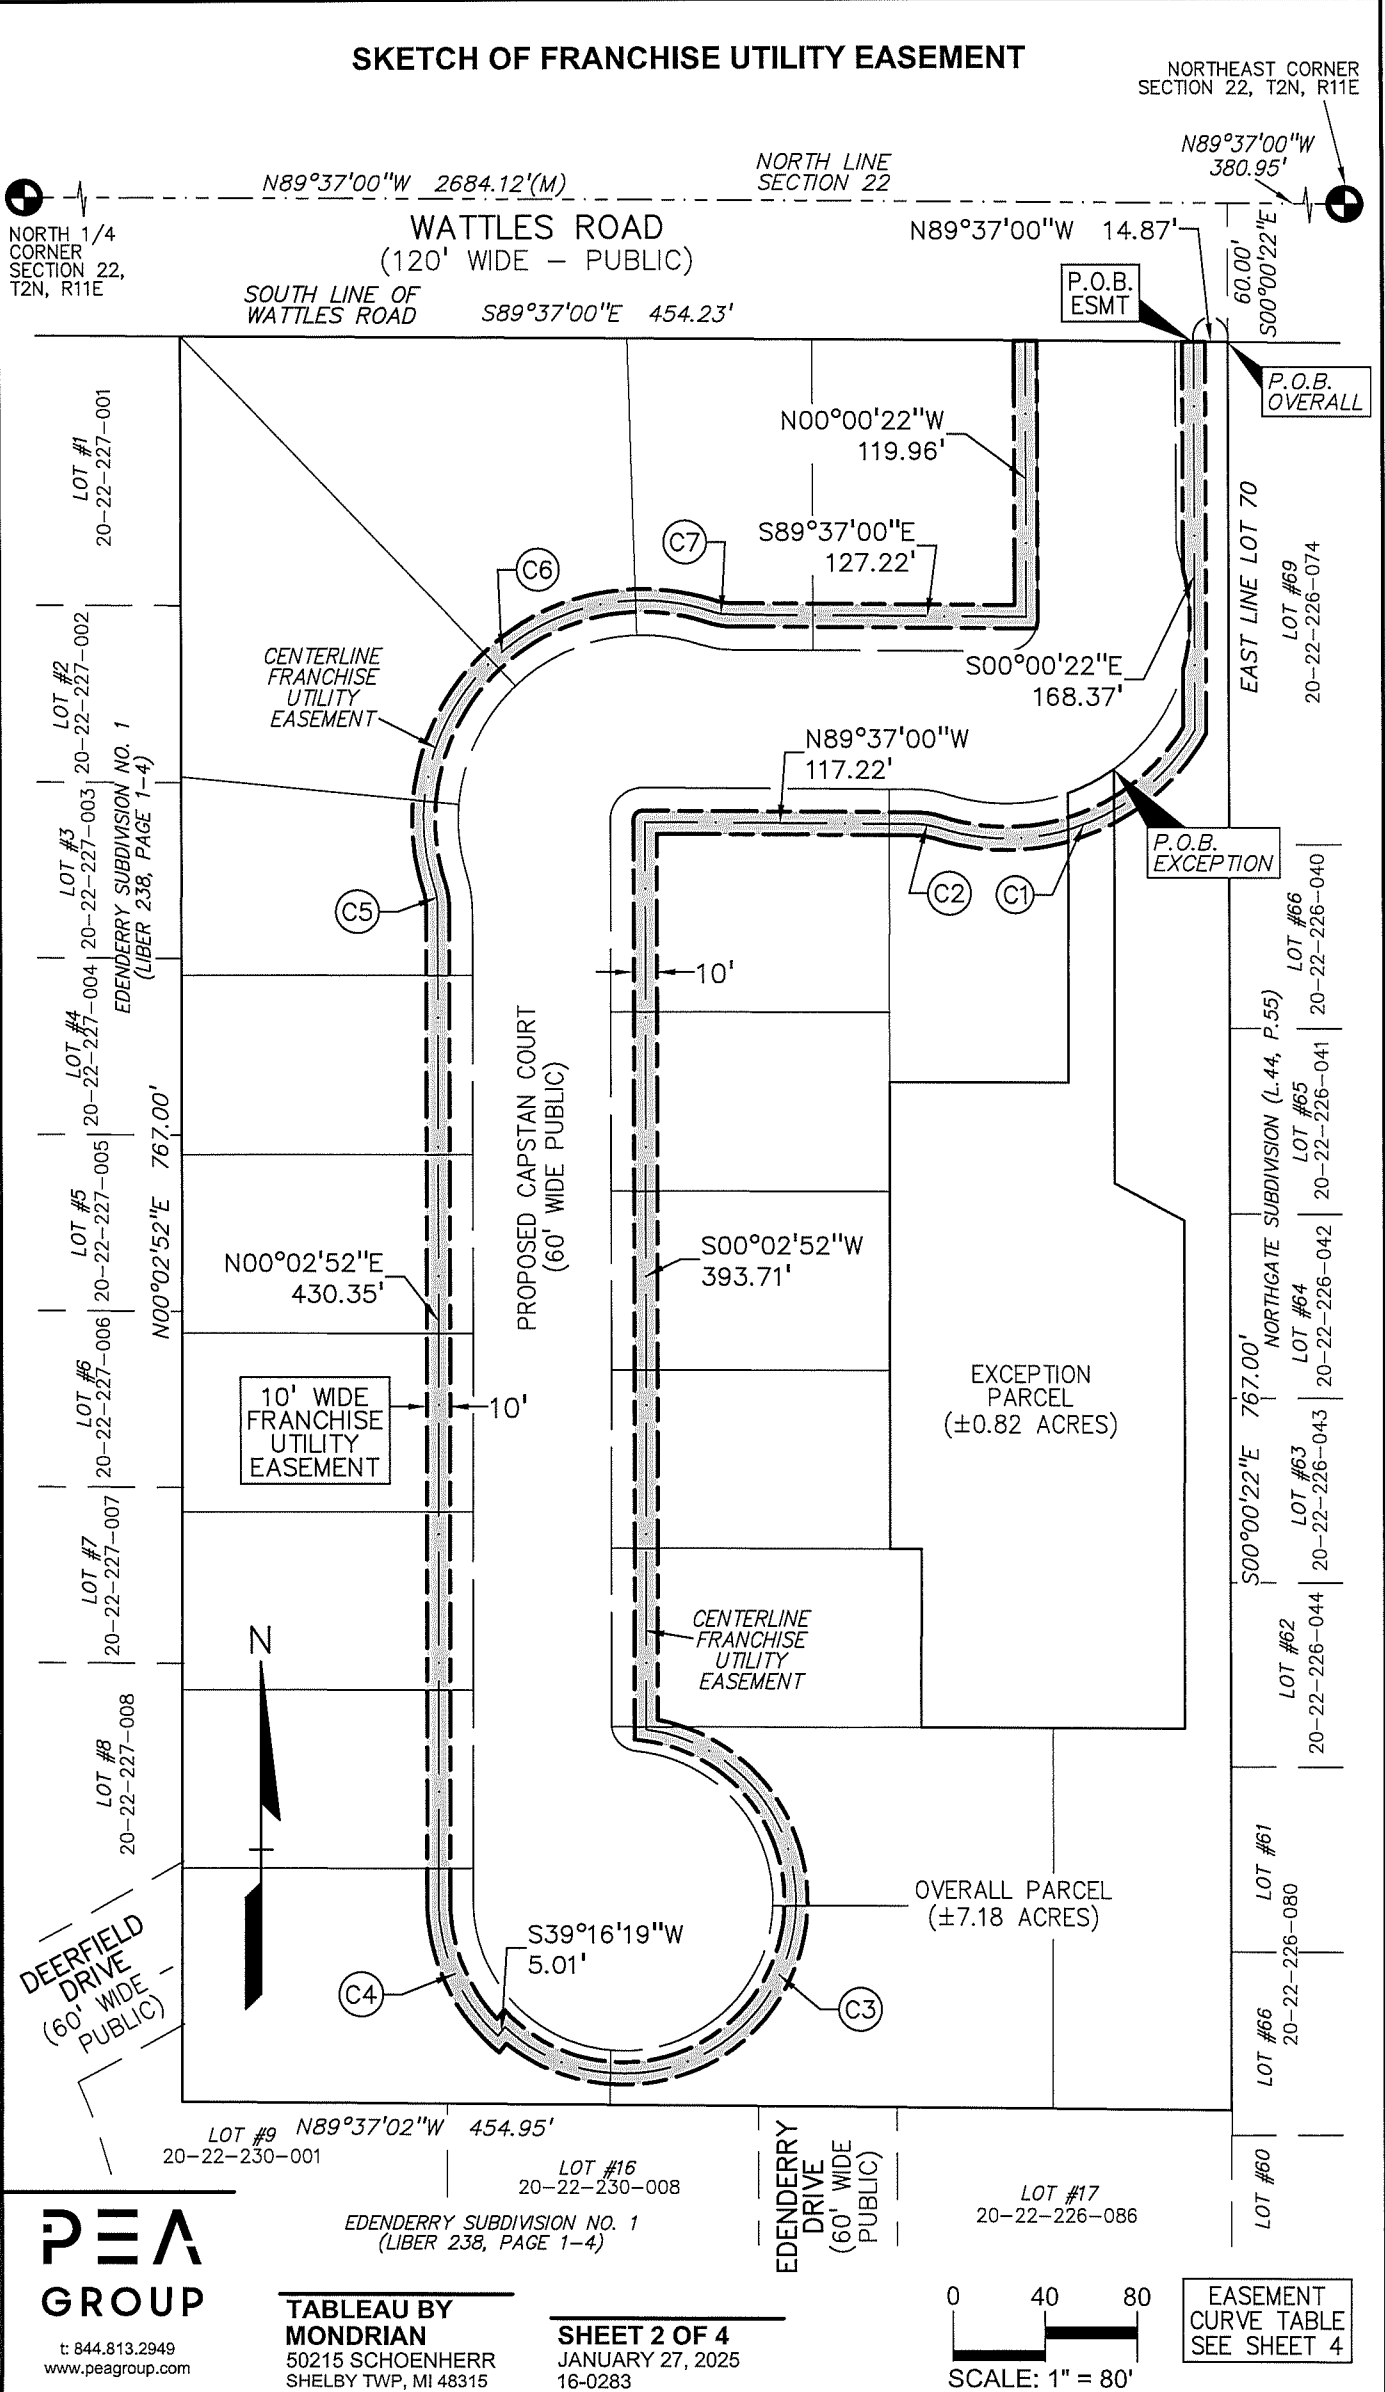 SKETCH OF FRANCHISE UTILITY EASEMENT
NORTHEAST CORNER
SECTION 22, T2N, R11E
N89°37'00"W
380.95'
NORTH LINE
SECTION 22
N89°37'00"W 2684.12'(M)
NORTH 1/4
CORNER
SECTION 22,
T2N, R11E
WATTLES ROAD
(120' WIDE – PUBLIC)
N89°37'00"W 14.87'
60.00'
S00°00'22"E
P.O.B.
ESMT
SOUTH LINE OF
WATTLES ROAD
S89°37'00"E 454.23'
P.O.B.
OVERALL
LOT #1
20-22-227-001
N00°00'22"W
119.96'
S89°37'00"E
127.22'
C7
C6
EAST LINE LOT 70
LOT #69
20-22-226-074
CENTERLINE
FRANCHISE
UTILITY
EASEMENT
S00°00'22"E
168.37'
LOT #2
20-22-227-002
N89°37'00"W
117.22'
EDENDERRY SUBDIVISION NO. 1
(LIBER 238, PAGE 1-4)
LOT #3
20-22-227-003
P.O.B.
EXCEPTION
C5
C2
C1
LOT #66
20-22-226-040
10'
LOT #4
20-22-227-004
PROPOSED CAPSTAN COURT
(60' WIDE PUBLIC)
NORTHGATE SUBDIVISION (L.44, P.55)
LOT #65
20-22-226-041
N00°02'52"E 767.00'
LOT #5
20-22-227-005
N00°02'52"E
430.35'
S00°02'52"W
393.71'
LOT #64
20-22-226-042
LOT #6
20-22-227-006
10' WIDE
FRANCHISE
UTILITY
EASEMENT
10'
EXCEPTION
PARCEL
(±0.82 ACRES)
S00°00'22"E 767.00'
LOT #63
20-22-226-043
LOT #7
20-22-227-007
CENTERLINE
FRANCHISE
UTILITY
EASEMENT
LOT #62
20-22-226-044
N
LOT #8
20-22-227-008
OVERALL PARCEL
(±7.18 ACRES)
LOT #61
S39°16'19"W
5.01'
C4
C3
DEERFIELD
DRIVE
(60' WIDE
PUBLIC)
LOT #66
20-22-226-080
N89°37'02"W 454.95'
LOT #9
20-22-230-001
LOT #16
20-22-230-008
EDENDERRY
DRIVE
(60' WIDE
PUBLIC)
LOT #17
20-22-226-086
LOT #60
EDENDERRY SUBDIVISION NO. 1
(LIBER 238, PAGE 1-4)
PEA
GROUP
t: 844.813.2949
www.peagroup.com
TABLEAU BY
MONDRIAN
50215 SCHOENHERR
SHELBY TWP, MI 48315
SHEET 2 OF 4
JANUARY 27, 2025
16-0283
0 40 80
SCALE: 1" = 80'
EASEMENT
CURVE TABLE
SEE SHEET 4